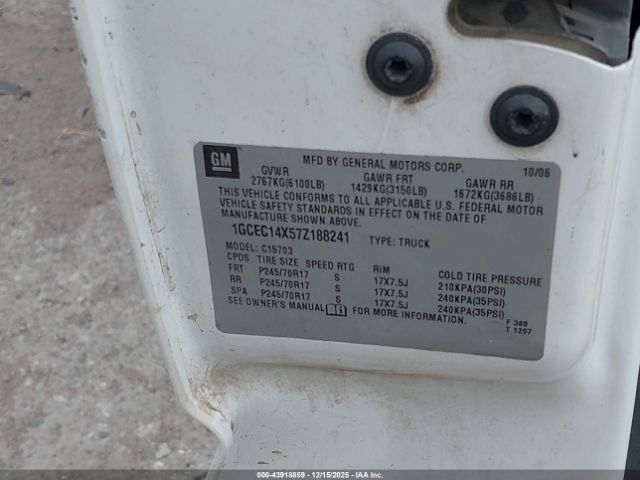 GM
MFD BY GENERAL MOTORS CORP. 10/06
GVWR GAWR FRT GAWR RR
2767KG(6100LB) 1429KG(3150LB) 1672KG(3686LB)
THIS VEHICLE CONFORMS TO ALL APPLICABLE U.S. FEDERAL MOTOR
VEHICLE SAFETY STANDARDS IN EFFECT ON THE DATE OF
MANUFACTURE SHOWN ABOVE.
1GCEC14X57Z188241 TYPE: TRUCK
MODEL: C15703
CPDS TIRE SIZE SPEED RTG RIM COLD TIRE PRESSURE
FRT P245/70R17 S 17X7.5J 210KPA(30PSI)
RR P245/70R17 S 17X7.5J 240KPA(35PSI)
SPA P245/70R17 S 17X7.5J 240KPA(35PSI)
SEE OWNER'S MANUAL FOR MORE INFORMATION.
F 380
T 1297
000-43918859 - 12/15/2025 - IAAI.COM